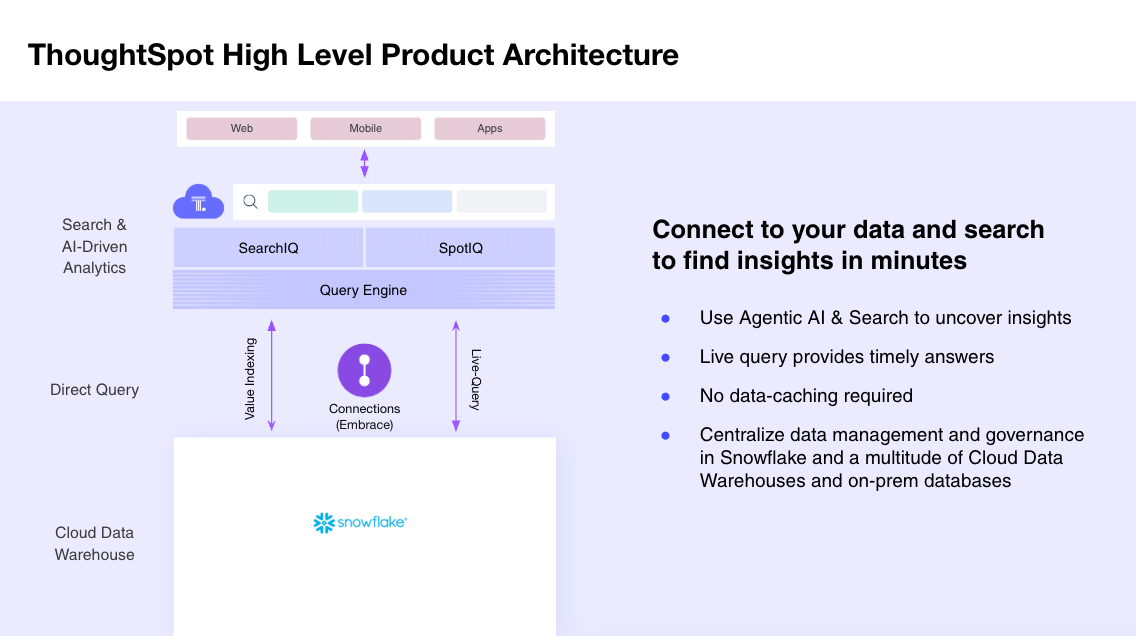 ThoughtSpot High Level Product Architecture
Web
Mobile
Apps
Search &
AI-Driven
Analytics
SearchIQ
SpotIQ
Query Engine
Direct Query
Value Indexing
Connections
(Embrace)
Live-Query
Cloud Data
Warehouse
snowflake
Connect to your data and search
to find insights in minutes
Use Agentic AI & Search to uncover insights
Live query provides timely answers
No data-caching required
Centralize data management and governance
in Snowflake and a multitude of Cloud Data
Warehouses and on-prem databases